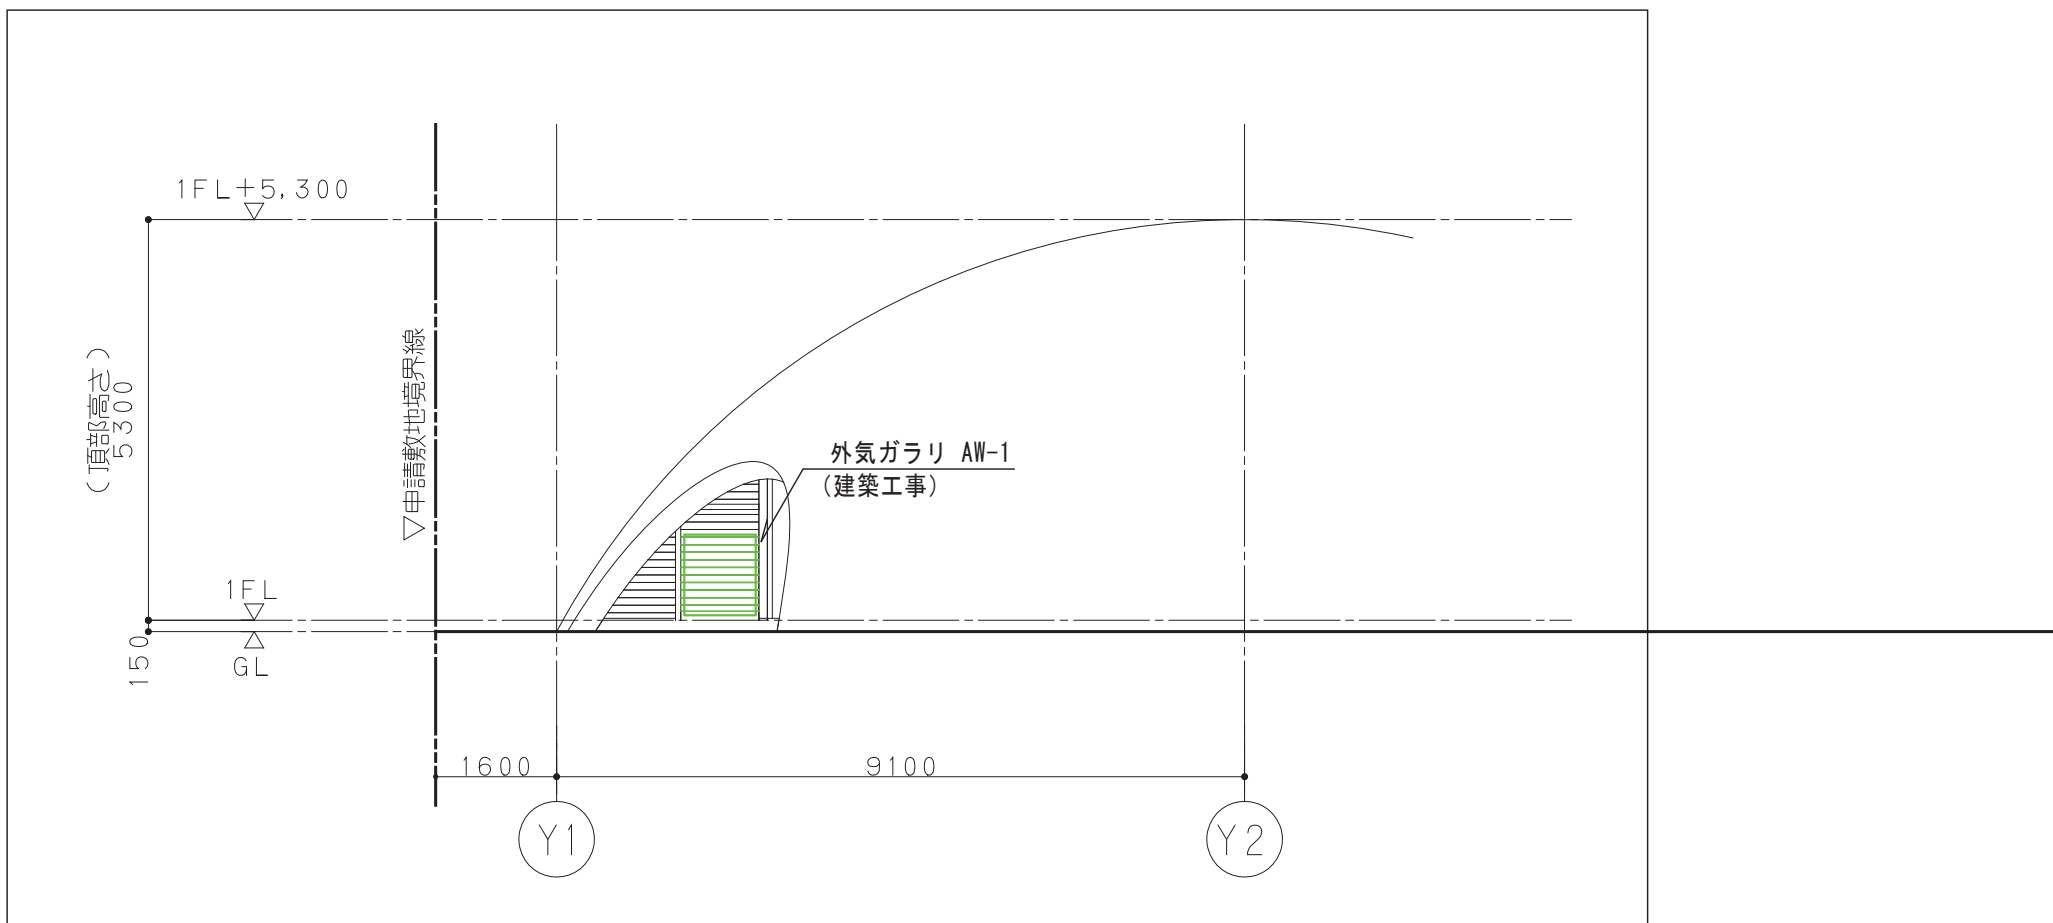 1FL+5,300
(頂部高さ)
5300
▽申請敷地境界線
外気ガラリ AW-1
(建築工事)
1FL
150
GL
1600
9100
Y1
Y2